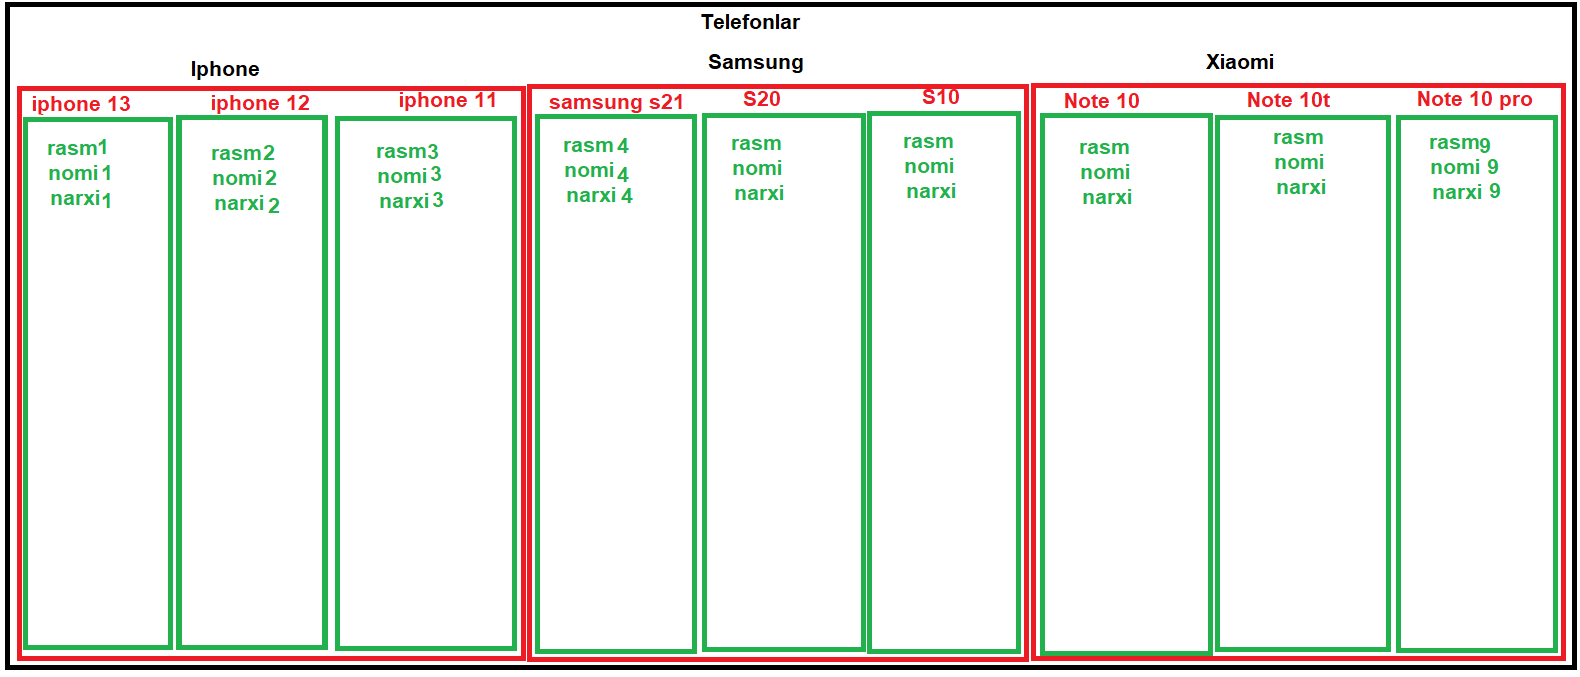 Telefonlar
Iphone
iphone 13
rasm1
nomi 1
narxi1
iphone 12
rasm2
nomi 2
narxi 2
iphone 11
rasm3
nomi 3
narxi 3
Samsung
samsung s21
rasm 4
nomi 4
narxi 4
S20
rasm
nomi
narxi
S10
rasm
nomi
narxi
Xiaomi
Note 10
rasm
nomi
narxi
Note 10t
rasm
nomi
narxi
Note 10 pro
rasm9
nomi 9
narxi 9